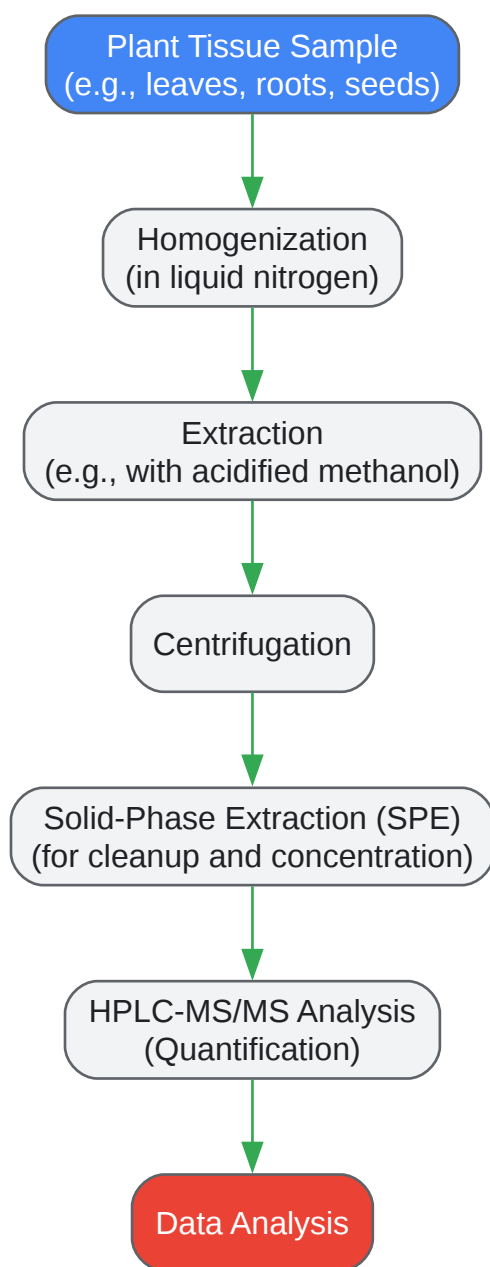 Plant Tissue Sample
(e.g., leaves, roots, seeds)
Homogenization
(in liquid nitrogen)
Extraction
(e.g., with acidified methanol)
Centrifugation
Solid-Phase Extraction (SPE)
(for cleanup and concentration)
HPLC-MS/MS Analysis
(Quantification)
Data Analysis